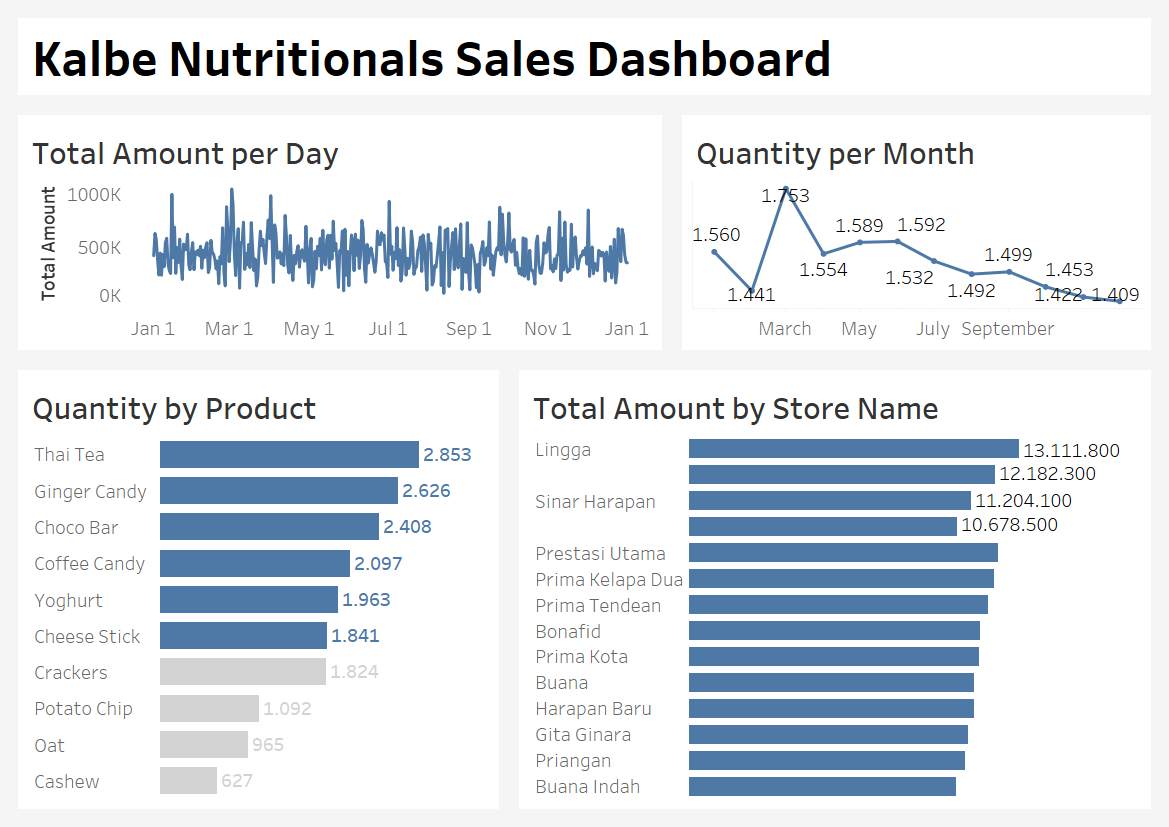 Kalbe Nutritionals Sales Dashboard
Total Amount per Day
Total Amount
1000K
500K
0K
Jan 1 Mar 1 May 1 Jul 1 Sep 1 Nov 1 Jan 1
Quantity per Month
1.560
1.441
1.753
1.554
1.589
1.592
1.532
1.492
1.499
1.453
1.422
1.409
March May July September
Quantity by Product
Thai Tea 2.853
Ginger Candy 2.626
Choco Bar 2.408
Coffee Candy 2.097
Yoghurt 1.963
Cheese Stick 1.841
Crackers 1.824
Potato Chip 1.092
Oat 965
Cashew 627
Total Amount by Store Name
Lingga 13.111.800
12.182.300
Sinar Harapan 11.204.100
10.678.500
Prestasi Utama
Prima Kelapa Dua
Prima Tendean
Bonafid
Prima Kota
Buana
Harapan Baru
Gita Ginara
Priangan
Buana Indah